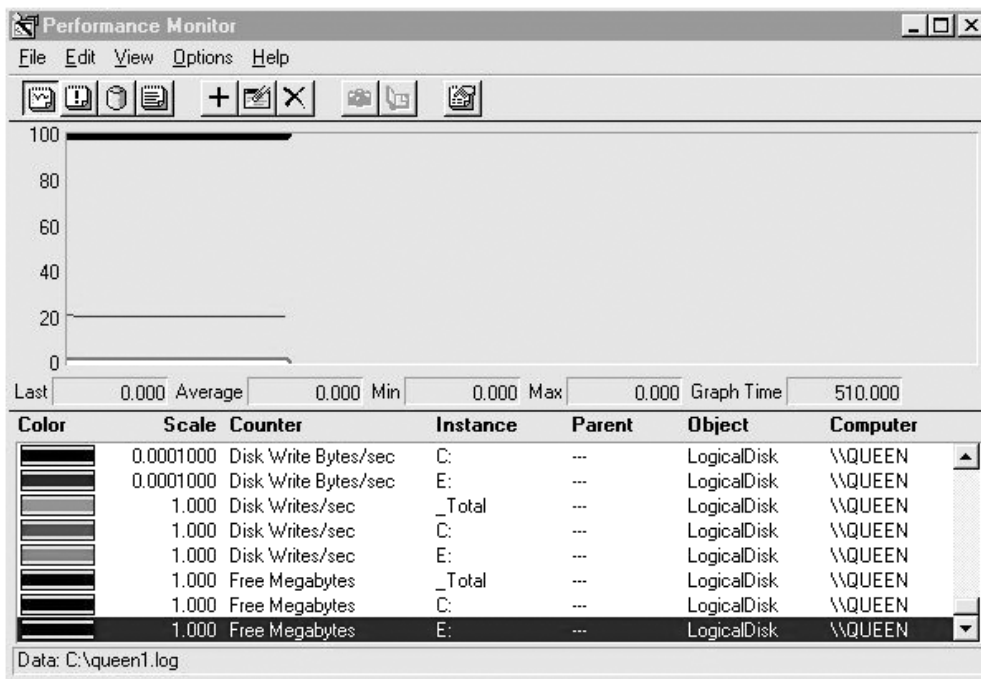 Performance Monitor
File Edit View Options Help
100
80
60
40
20
0
Last 0.000 Average 0.000 Min 0.000 Max 0.000 Graph Time 510.000
Color Scale Counter Instance Parent Object Computer
0.0001000 Disk Write Bytes/sec C: --- LogicalDisk \\QUEEN
0.0001000 Disk Write Bytes/sec E: --- LogicalDisk \\QUEEN
1.000 Disk Writes/sec _Total --- LogicalDisk \\QUEEN
1.000 Disk Writes/sec C: --- LogicalDisk \\QUEEN
1.000 Disk Writes/sec E: --- LogicalDisk \\QUEEN
1.000 Free Megabytes _Total --- LogicalDisk \\QUEEN
1.000 Free Megabytes C: --- LogicalDisk \\QUEEN
1.000 Free Megabytes E: --- LogicalDisk \\QUEEN
Data: C:\queen1.log